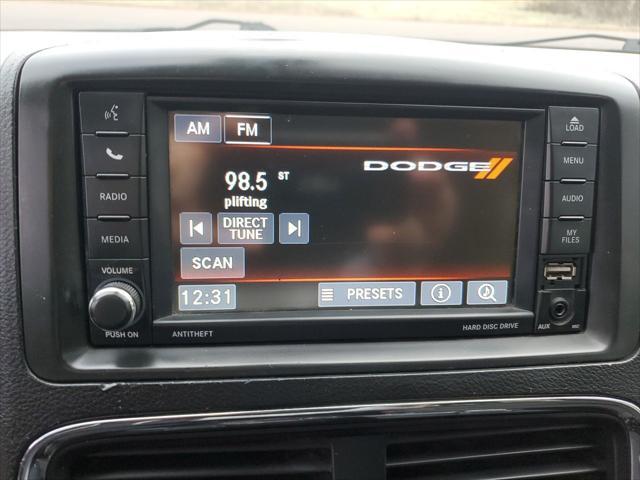 AM FM
98.5 ST
plifting
DIRECT
TUNE
SCAN
12:31
PRESETS
DODGE
RADIO
MEDIA
VOLUME
PUSH ON
LOAD
MENU
AUDIO
MY
FILES
AUX
ANTITHEFT
HARD DISC DRIVE